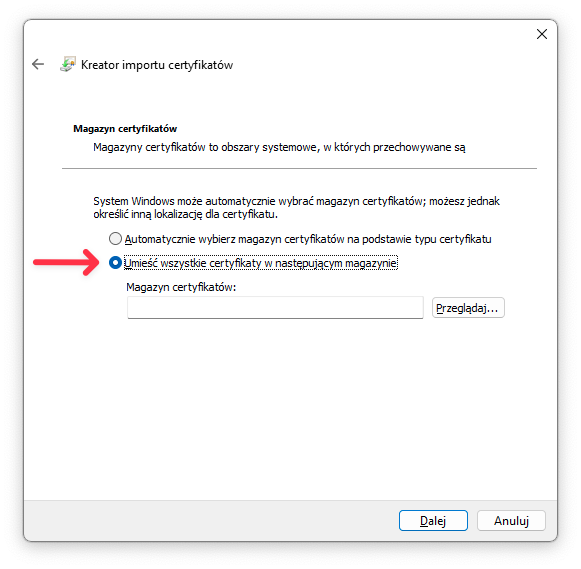 Kreator importu certyfikatów
Magazyn certyfikatów
Magazyny certyfikatów to obszary systemowe, w których przechowywane są
System Windows może automatycznie wybrać magazyn certyfikatów; możesz jednak
określić inną lokalizację dla certyfikatu.
Automatycznie wybierz magazyn certyfikatów na podstawie typu certyfikatu
Umieść wszystkie certyfikaty w następującym magazynie
Magazyn certyfikatów:
Przeglądaj...
Dalej
Anuluj